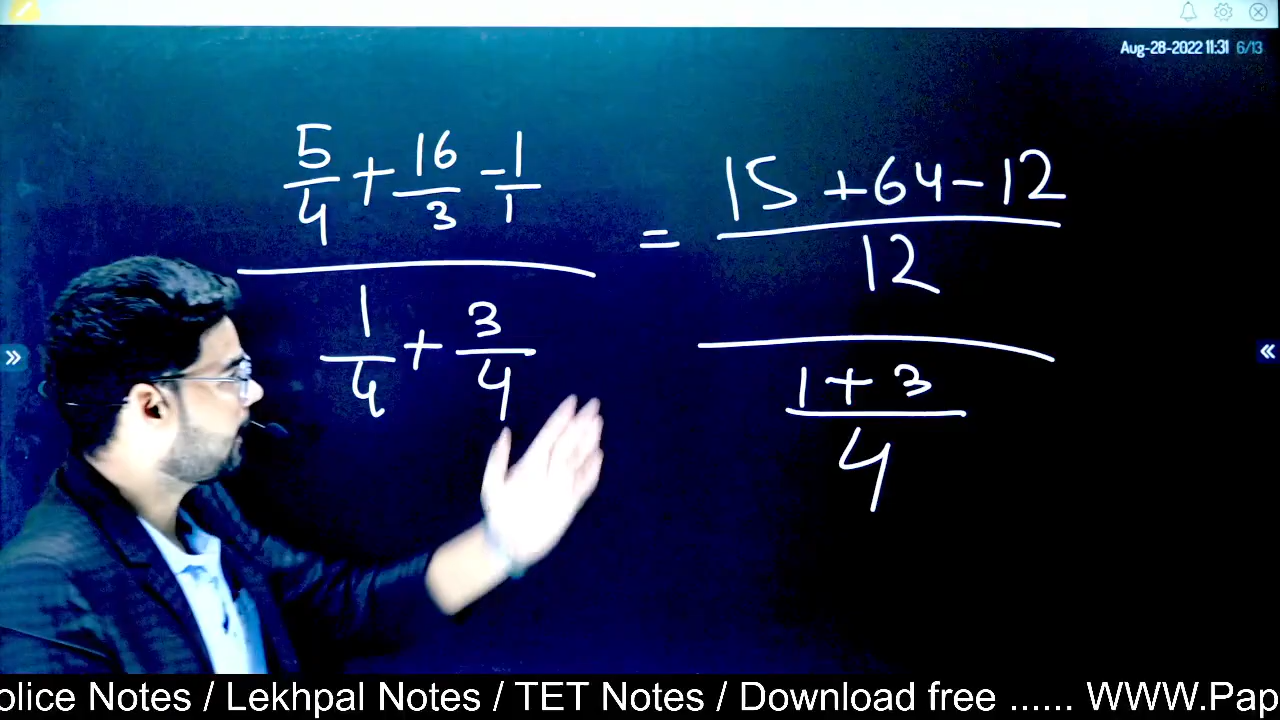 Aug-28-2022 11:31 6/13
5/4 + 16/3 - 1/1
1/4 + 3/4
=
15 + 64 - 12
12
1 + 3
4
olice Notes / Lekhpal Notes / TET Notes / Download free ...... WWW.Pap